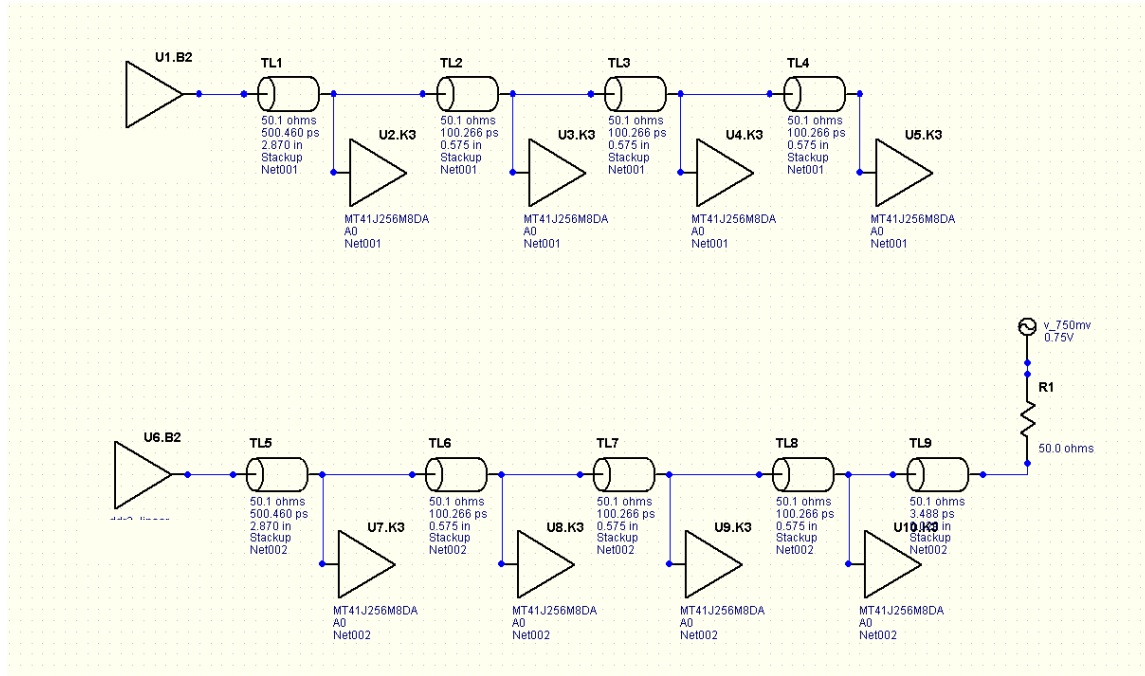 U1.B2
TL1
50.1 ohms
500.460 ps
2.870 in
Stackup
Net001
TL2
50.1 ohms
100.266 ps
0.575 in
Stackup
Net001
TL3
50.1 ohms
100.266 ps
0.575 in
Stackup
Net001
TL4
50.1 ohms
100.266 ps
0.575 in
Stackup
Net001
U2.K3
MT41J256M8DA
A0
Net001
U3.K3
MT41J256M8DA
A0
Net001
U4.K3
MT41J256M8DA
A0
Net001
U5.K3
MT41J256M8DA
A0
Net001
v_750mv
0.75V
R1
50.0 ohms
U6.B2
TL5
50.1 ohms
500.460 ps
2.870 in
Stackup
Net002
TL6
50.1 ohms
100.266 ps
0.575 in
Stackup
Net002
TL7
50.1 ohms
100.266 ps
0.575 in
Stackup
Net002
TL8
50.1 ohms
100.266 ps
0.575 in
Stackup
Net002
TL9
50.1 ohms
3.488 ps
in
Stackup
Net002
U7.K3
MT41J256M8DA
A0
Net002
U8.K3
MT41J256M8DA
A0
Net002
U9.K3
MT41J256M8DA
A0
Net002
U10.K3
MT41J256M8DA
A0
Net002